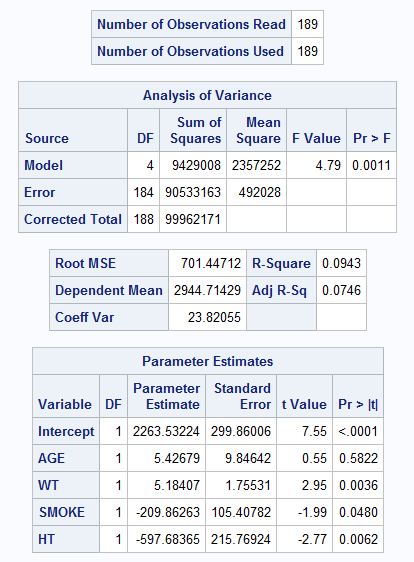 Number of Observations Read 189
Number of Observations Used 189
Analysis of Variance
Source DF Sum of Squares Mean Square F Value Pr > F
Model 4 9429008 2357252 4.79 0.0011
Error 184 90533163 492028
Corrected Total 188 99962171
Root MSE 701.44712 R-Square 0.0943
Dependent Mean 2944.71429 Adj R-Sq 0.0746
Coeff Var 23.82055
Parameter Estimates
Variable DF Parameter Estimate Standard Error t Value Pr > |t|
Intercept 1 2263.53224 299.86006 7.55 <.0001
AGE 1 5.42679 9.84642 0.55 0.5822
WT 1 5.18407 1.75531 2.95 0.0036
SMOKE 1 -209.86263 105.40782 -1.99 0.0480
HT 1 -597.68365 215.76924 -2.77 0.0062